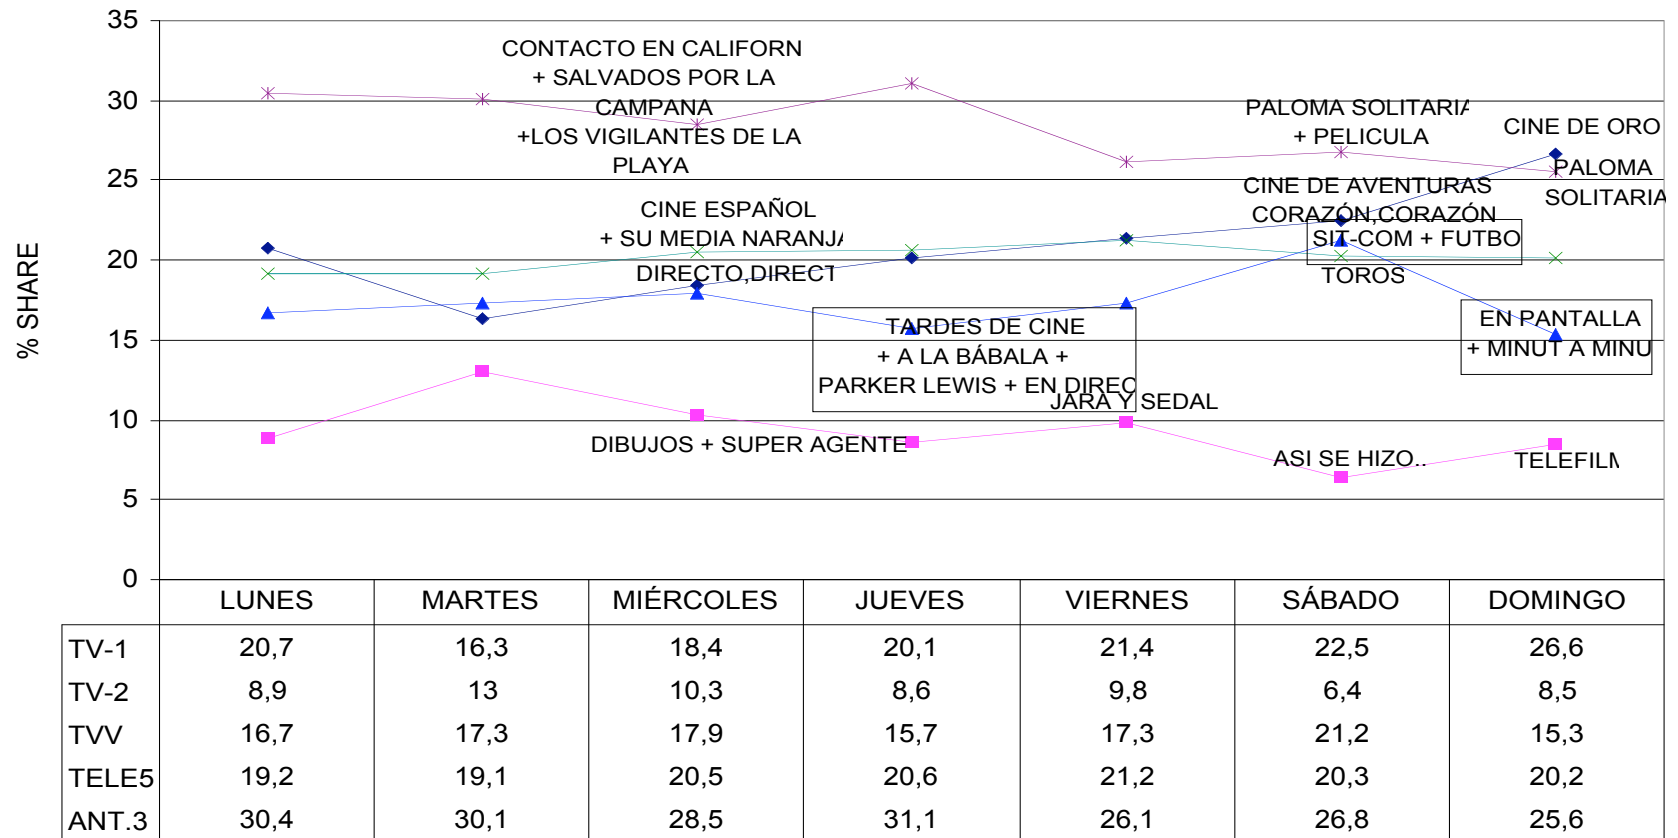 35
30
25
20
15
10
5
0
% SHARE
CONTACTO EN CALIFORN
+ SALVADOS POR LA
CAMPANA
+LOS VIGILANTES DE LA
PLAYA
PALOMA SOLITARIA
+ PELICULA
CINE DE ORO
PALOMA
SOLITARIA
CINE ESPAÑOL
+ SU MEDIA NARANJA
DIRECTO,DIRECT
CINE DE AVENTURAS
CORAZÓN,CORAZÓN
SIT-COM + FUTBO
TOROS
TARDES DE CINE
+ A LA BÁBALA +
PARKER LEWIS + EN DIREC
EN PANTALLA
+ MINUT A MINU
JARA Y SEDAL
DIBUJOS + SUPER AGENTE
ASI SE HIZO..
TELEFILM
LUNES MARTES MIÉRCOLES JUEVES VIERNES SÁBADO DOMINGO
TV-1 20,7 16,3 18,4 20,1 21,4 22,5 26,6
TV-2 8,9 13 10,3 8,6 9,8 6,4 8,5
TVV 16,7 17,3 17,9 15,7 17,3 21,2 15,3
TELE5 19,2 19,1 20,5 20,6 21,2 20,3 20,2
ANT.3 30,4 30,1 28,5 31,1 26,1 26,8 25,6